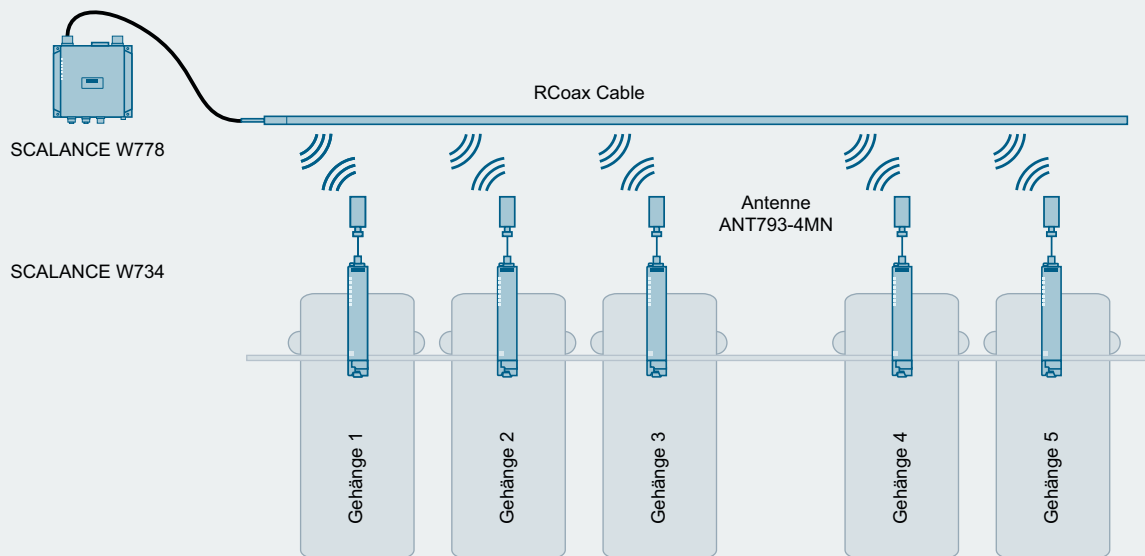 RCoax Cable
SCALANCE W778
Antenne
ANT793-4MN
SCALANCE W734
Gehänge 1
Gehänge 2
Gehänge 3
Gehänge 4
Gehänge 5